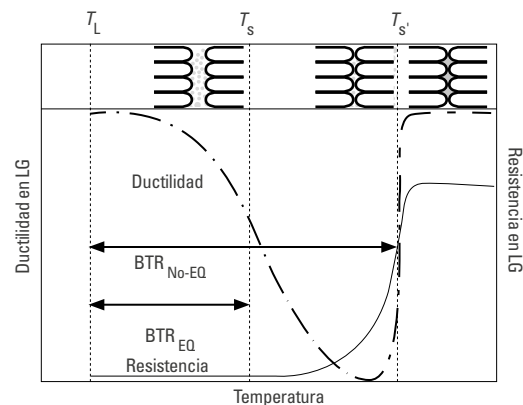 T_L
T_s
T_s'
Ductilidad en LG
Resistencia en LG
Ductilidad
BTR_No-EQ
BTR_EQ
Resistencia
Temperatura